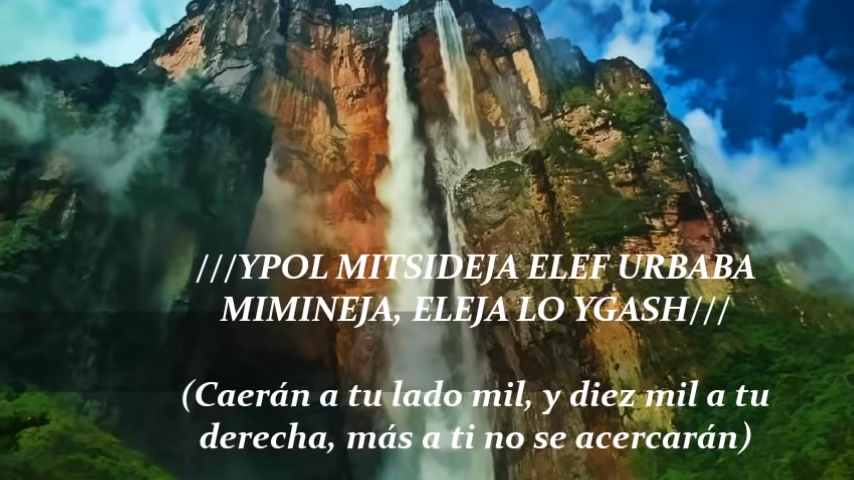 ///YPOL MITSIDEJA ELEF URBABA
MIMINEJA, ELEJA LO YGASH///
(Caerán a tu lado mil, y diez mil a tu
derecha, más a ti no se acercarán)